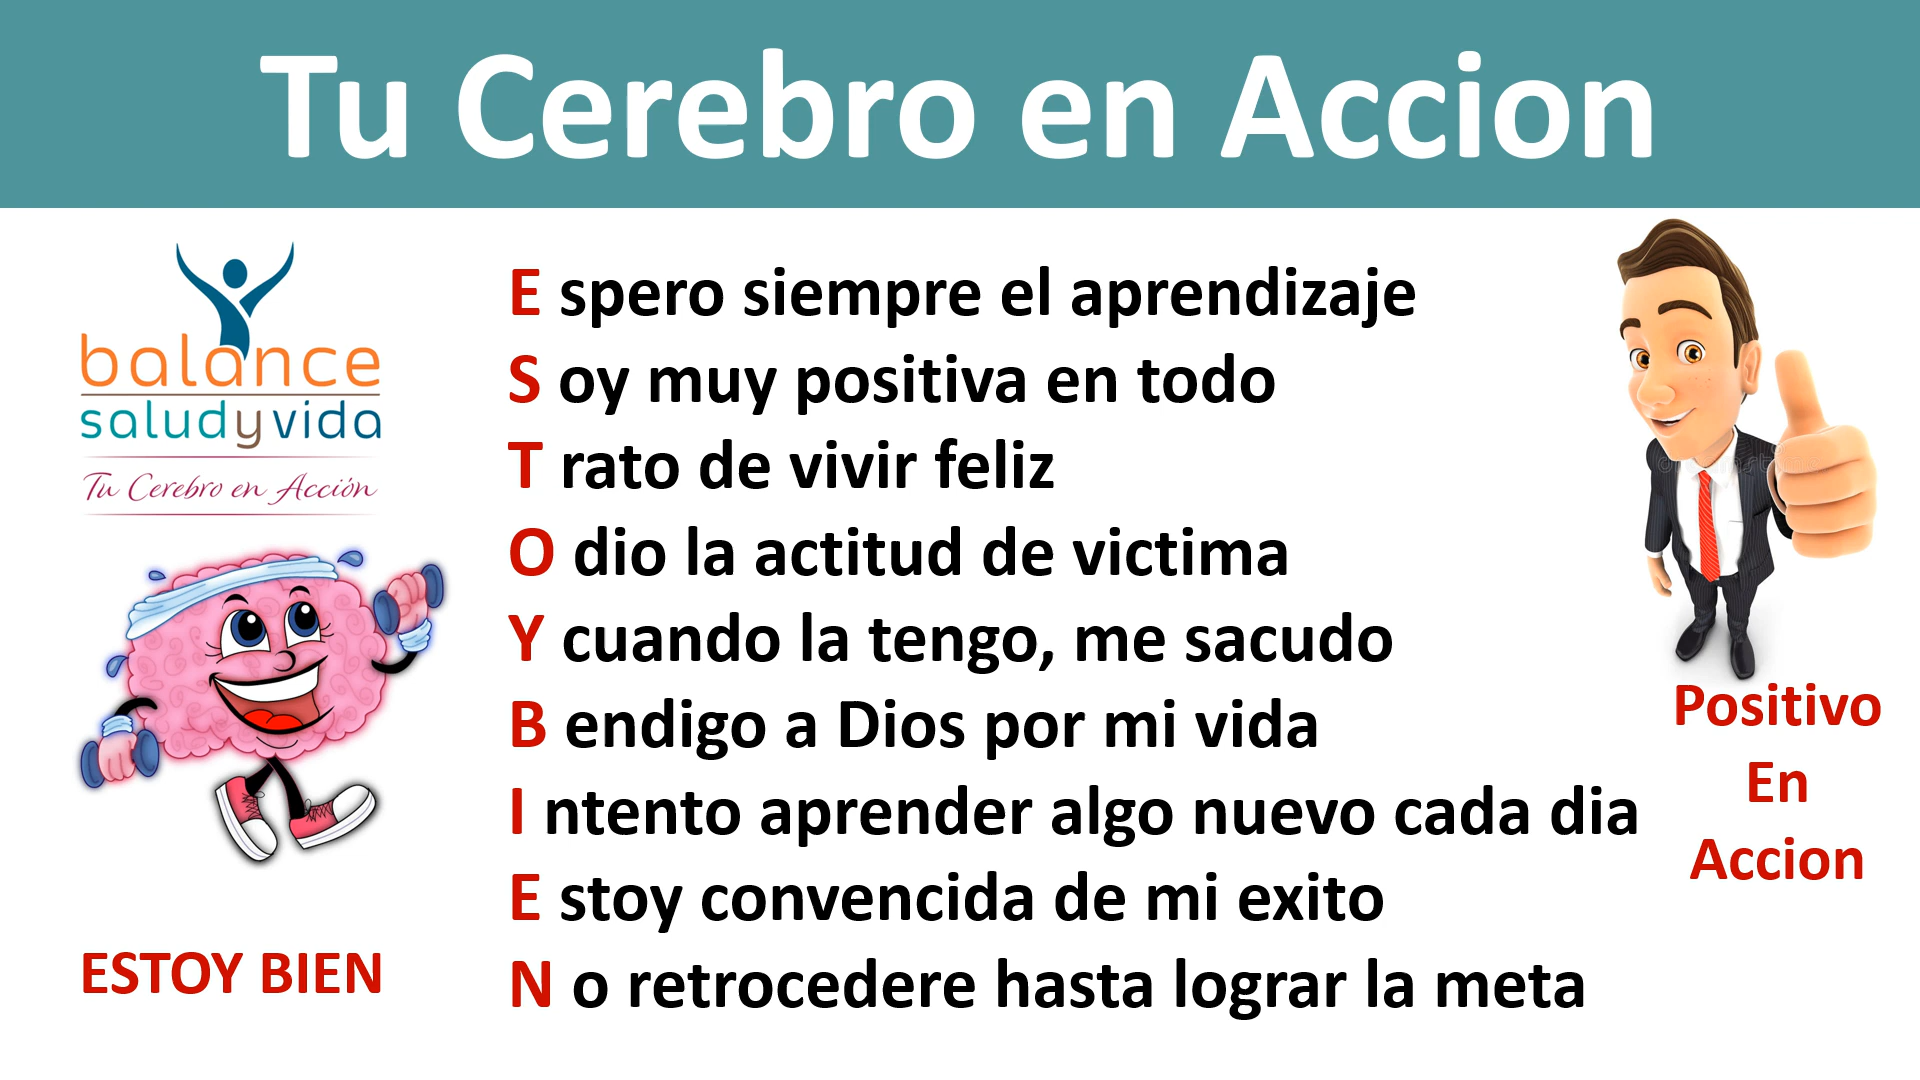 Tu Cerebro en Accion
balance
saludyvida
Tu Cerebro en Acción
ESTOY BIEN
E spero siempre el aprendizaje
S oy muy positiva en todo
T rato de vivir feliz
O dio la actitud de victima
Y cuando la tengo, me sacudo
B endigo a Dios por mi vida
I ntento aprender algo nuevo cada dia
E stoy convencida de mi exito
N o retrocedere hasta lograr la meta
Positivo
En
Accion